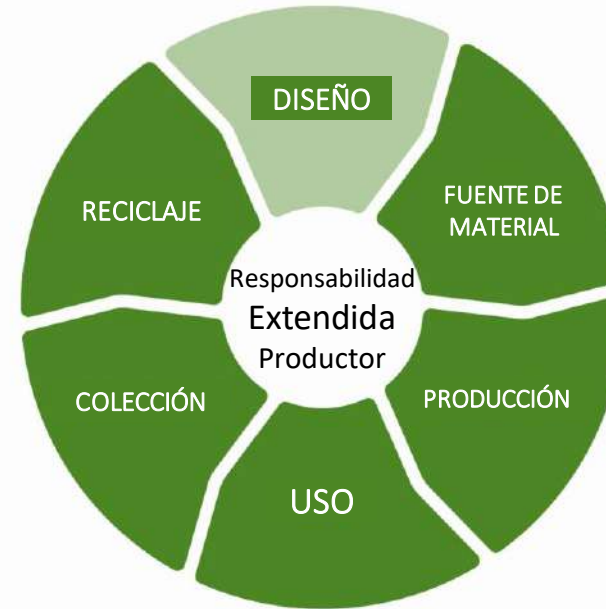 DISEÑO
FUENTE DE
MATERIAL
PRODUCCIÓN
USO
COLECCIÓN
RECICLAJE
Responsabilidad
Extendida
Productor